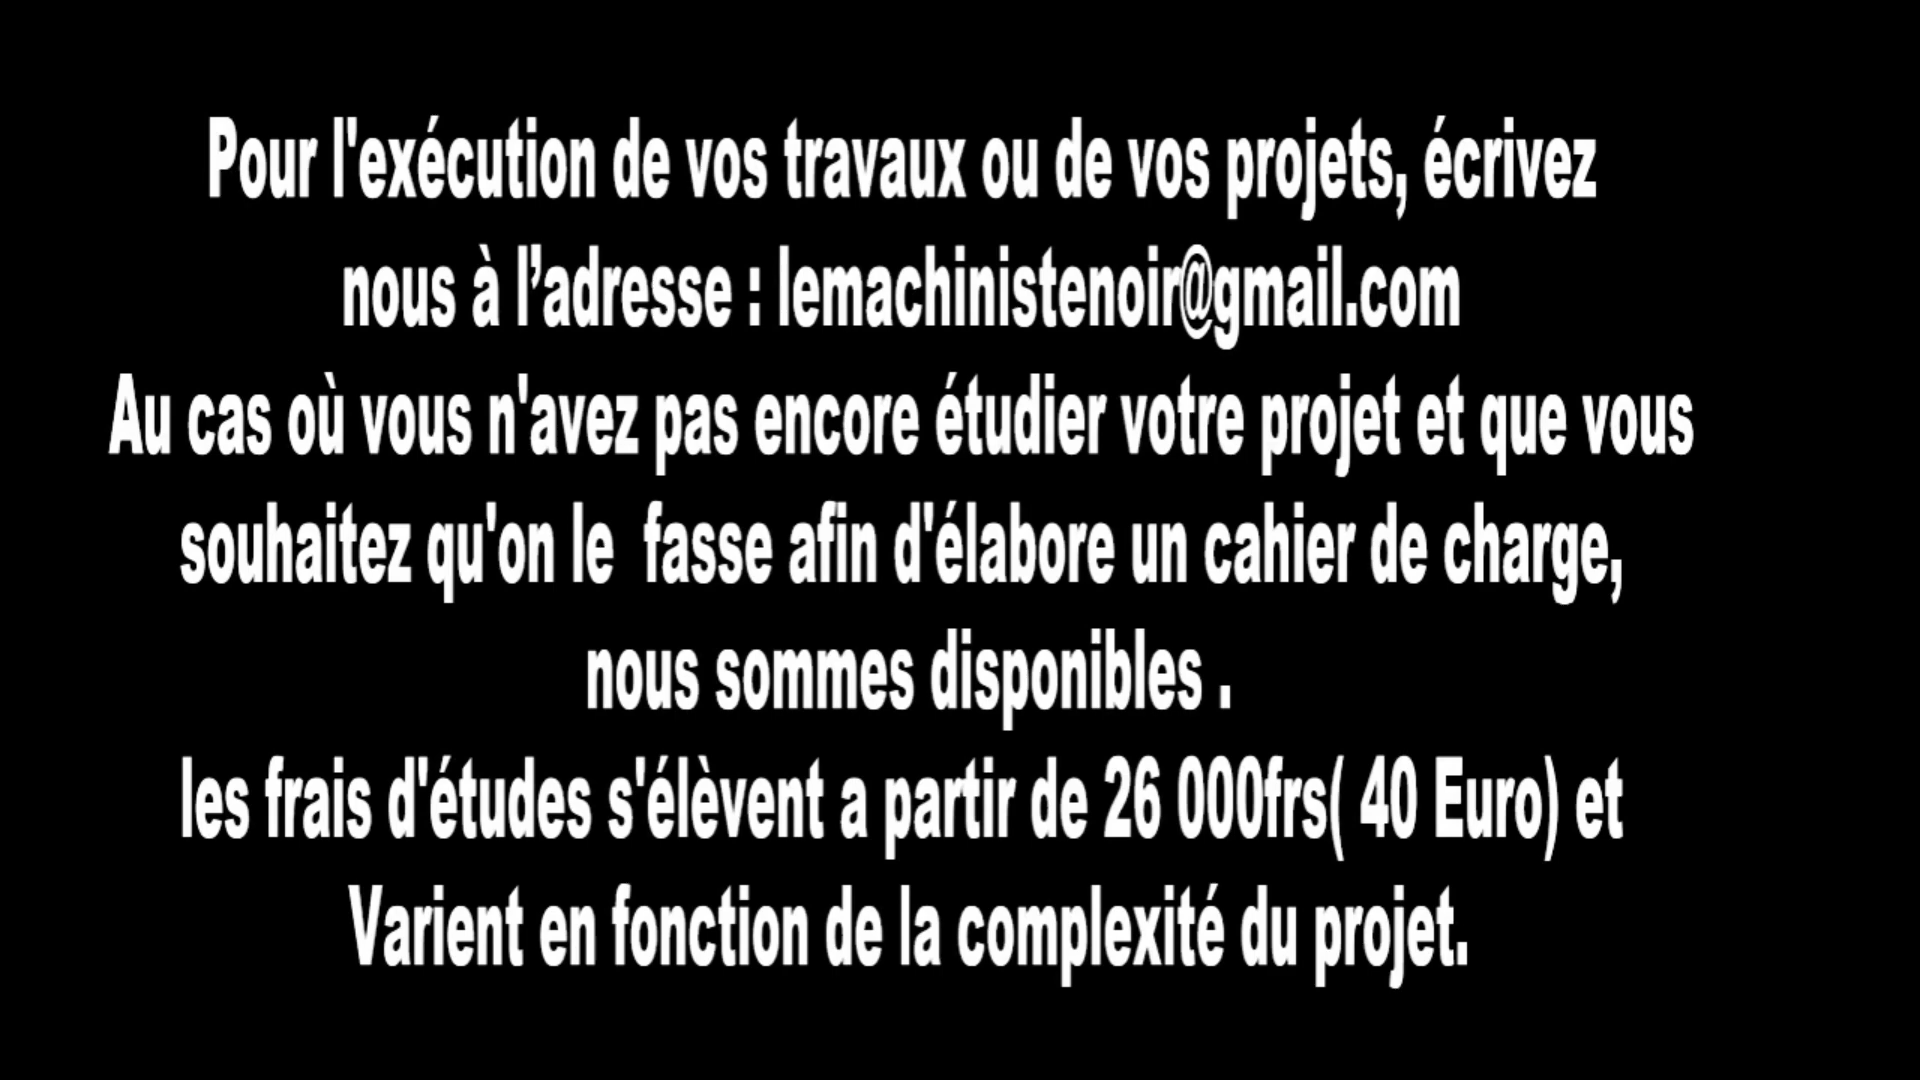 Pour l'exécution de vos travaux ou de vos projets, écrivez
nous à l’adresse : lemachinistenoir@gmail.com
Au cas où vous n'avez pas encore étudier votre projet et que vous
souhaitez qu'on le  fasse afin d'élabore un cahier de charge,
nous sommes disponibles .
les frais d'études s'élèvent a partir de 26 000frs( 40 Euro) et
Varient en fonction de la complexité du projet.